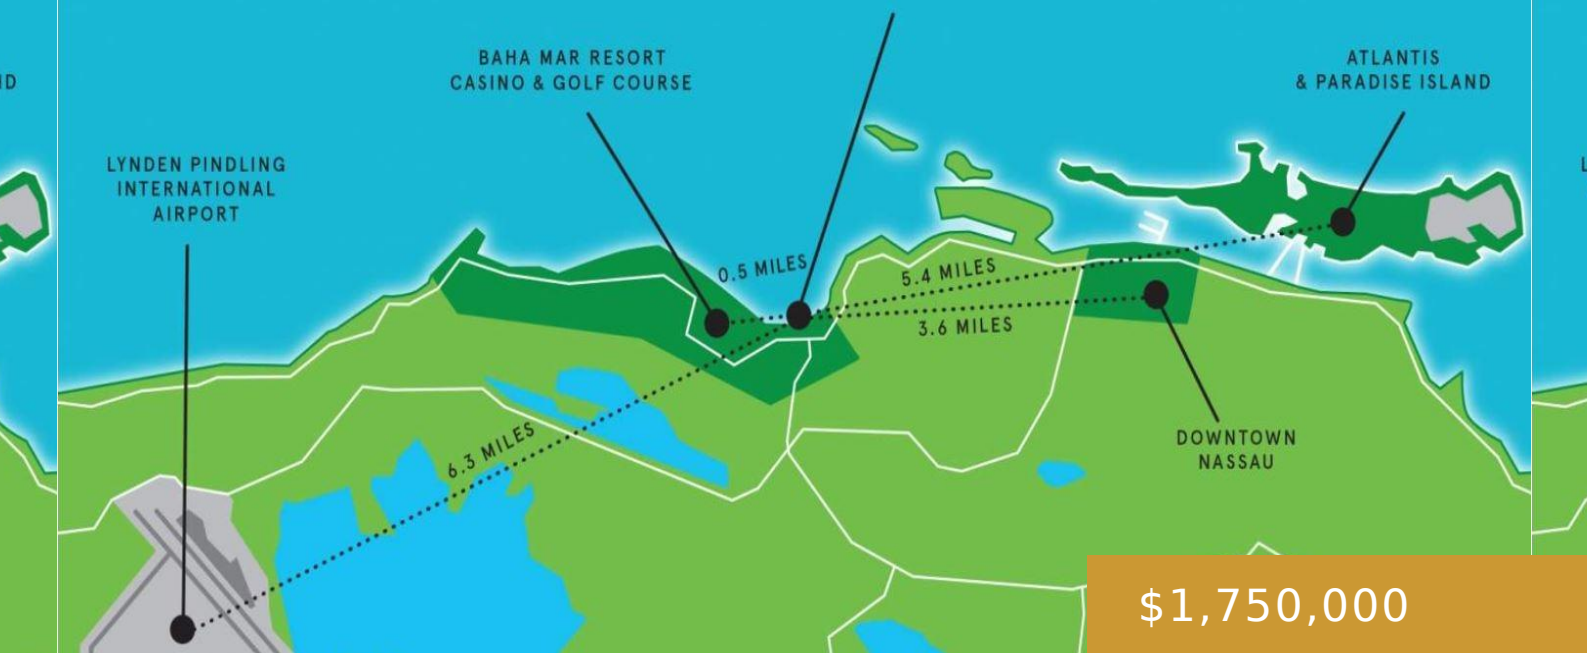 BAHA MAR RESORT
CASINO & GOLF COURSE
ATLANTIS
& PARADISE ISLAND
LYNDEN PINDLING
INTERNATIONAL
AIRPORT
0.5 MILES
5.4 MILES
3.6 MILES
6.3 MILES
DOWNTOWN
NASSAU
$1,750,000